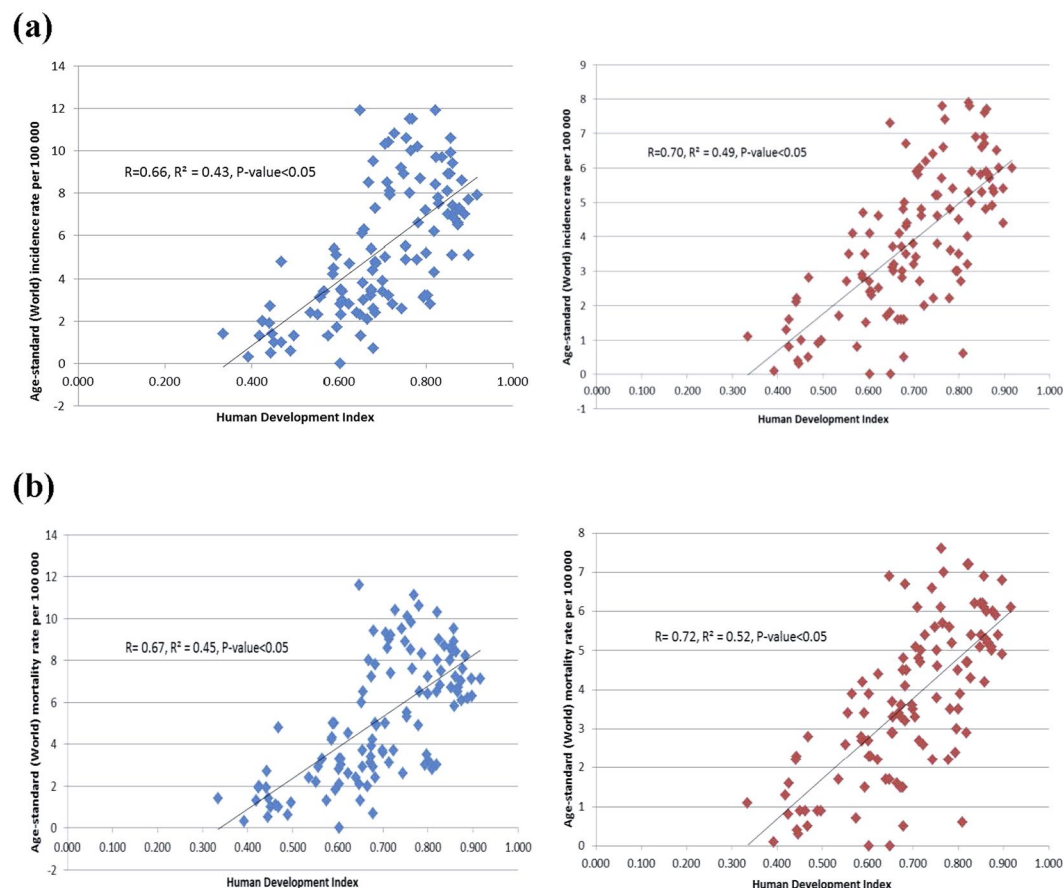 (a)
Age-standard (World) incidence rate per 100 000
14
12
10
8
6
4
2
0
-2
R=0.66, R² = 0.43, P-value<0.05
0.000 0.200 0.400 0.600 0.800 1.000
Human Development Index
Age-standard (World) incidence rate per 100 000
9
8
7
6
5
4
3
2
1
0
-1
R=0.70, R² = 0.49, P-value<0.05
0.000 0.100 0.200 0.300 0.400 0.500 0.600 0.700 0.800 0.900 1.000
Human Development Index
(b)
Age-standard (World) mortality rate per 100 000
14
12
10
8
6
4
2
0
-2
R= 0.67, R² = 0.45, P-value<0.05
0.000 0.100 0.200 0.300 0.400 0.500 0.600 0.700 0.800 0.900 1.000
Human Development Index
Age-standard (World) mortality rate per 100 000
8
7
6
5
4
3
2
1
0
R= 0.72, R² = 0.52, P-value<0.05
0.000 0.100 0.200 0.300 0.400 0.500 0.600 0.700 0.800 0.900 1.000
Human Development Index